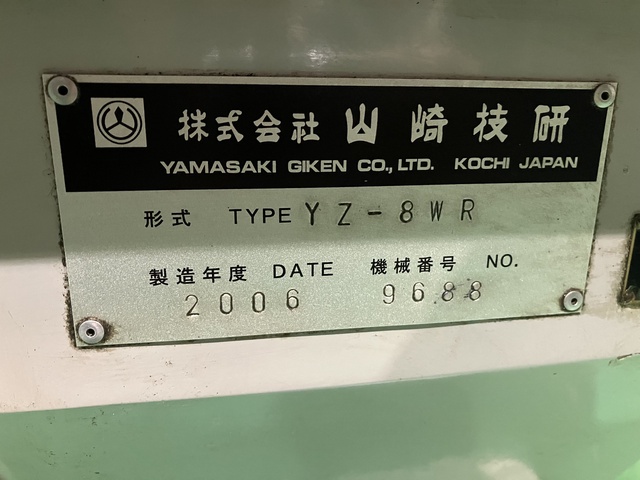 株式会社 山崎技研
YAMASAKI GIKEN CO., LTD. KOCHI JAPAN
形式 TYPE YZ-8WR
製造年度 DATE 機械番号 NO.
2006 9688